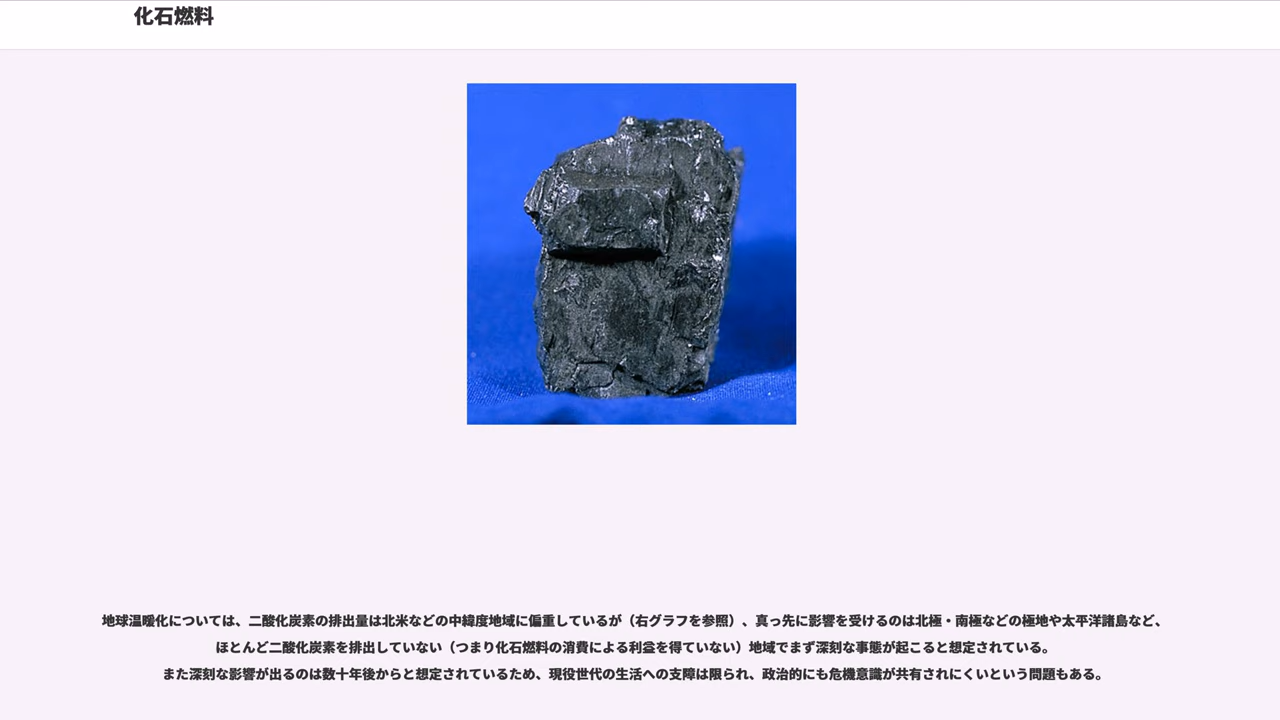 化石燃料
地球温暖化については、二酸化炭素の排出量は北米などの中緯度地域に偏重しているが（右グラフを参照）、真っ先に影響を受けるのは北極・南極などの極地や太平洋諸島など、
ほとんど二酸化炭素を排出していない（つまり化石燃料の消費による利益を得ていない）地域でまず深刻な事態が起こると想定されている。
また深刻な影響が出るのは数十年後からと想定されているため、現役世代の生活への支障は限られ、政治的にも危機意識が共有されにくいという問題もある。